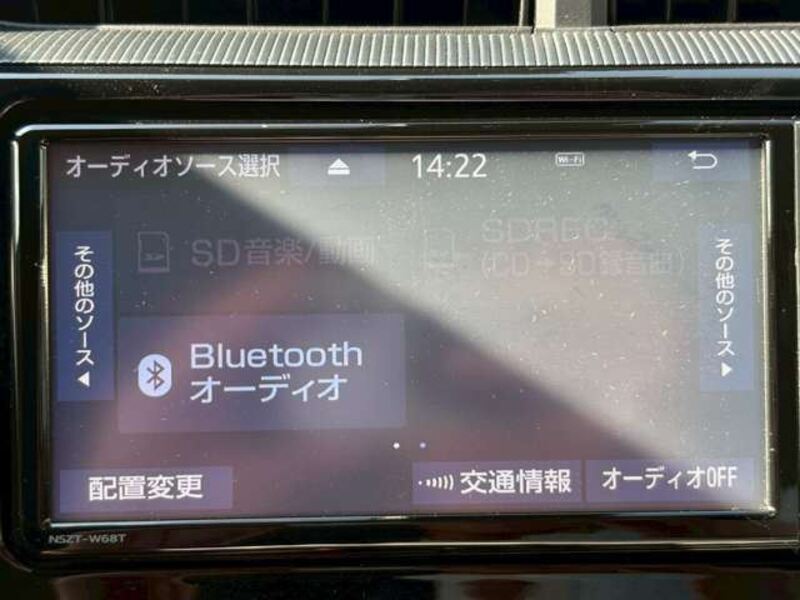 オーディオソース選択
14:22
Wi-Fi
その他のソース
SD音楽/動画
SDREC
(CD→SD録音曲)
その他のソース
Bluetooth
オーディオ
配置変更
交通情報
オーディオOFF
NSZT-W68T